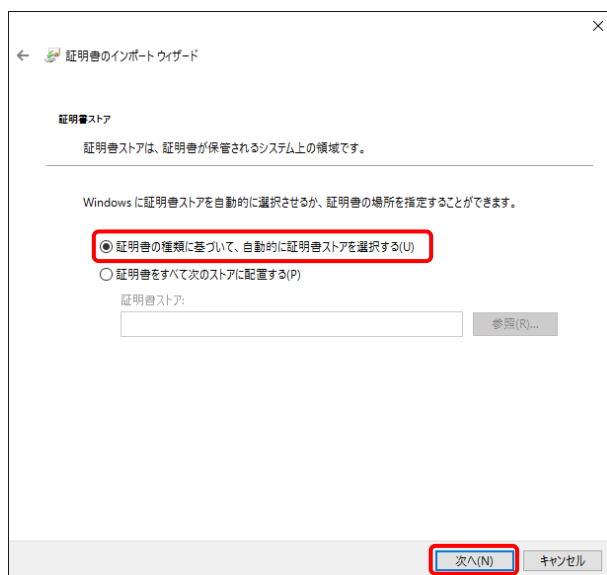 証明書のインポート ウィザード
証明書ストア
証明書ストアは、証明書が保管されるシステム上の領域です。
Windows に証明書ストアを自動的に選択させるか、証明書の場所を指定することができます。
証明書の種類に基づいて、自動的に証明書ストアを選択する(U)
証明書をすべて次のストアに配置する(P)
証明書ストア:
参照(R)...
次へ(N) キャンセル